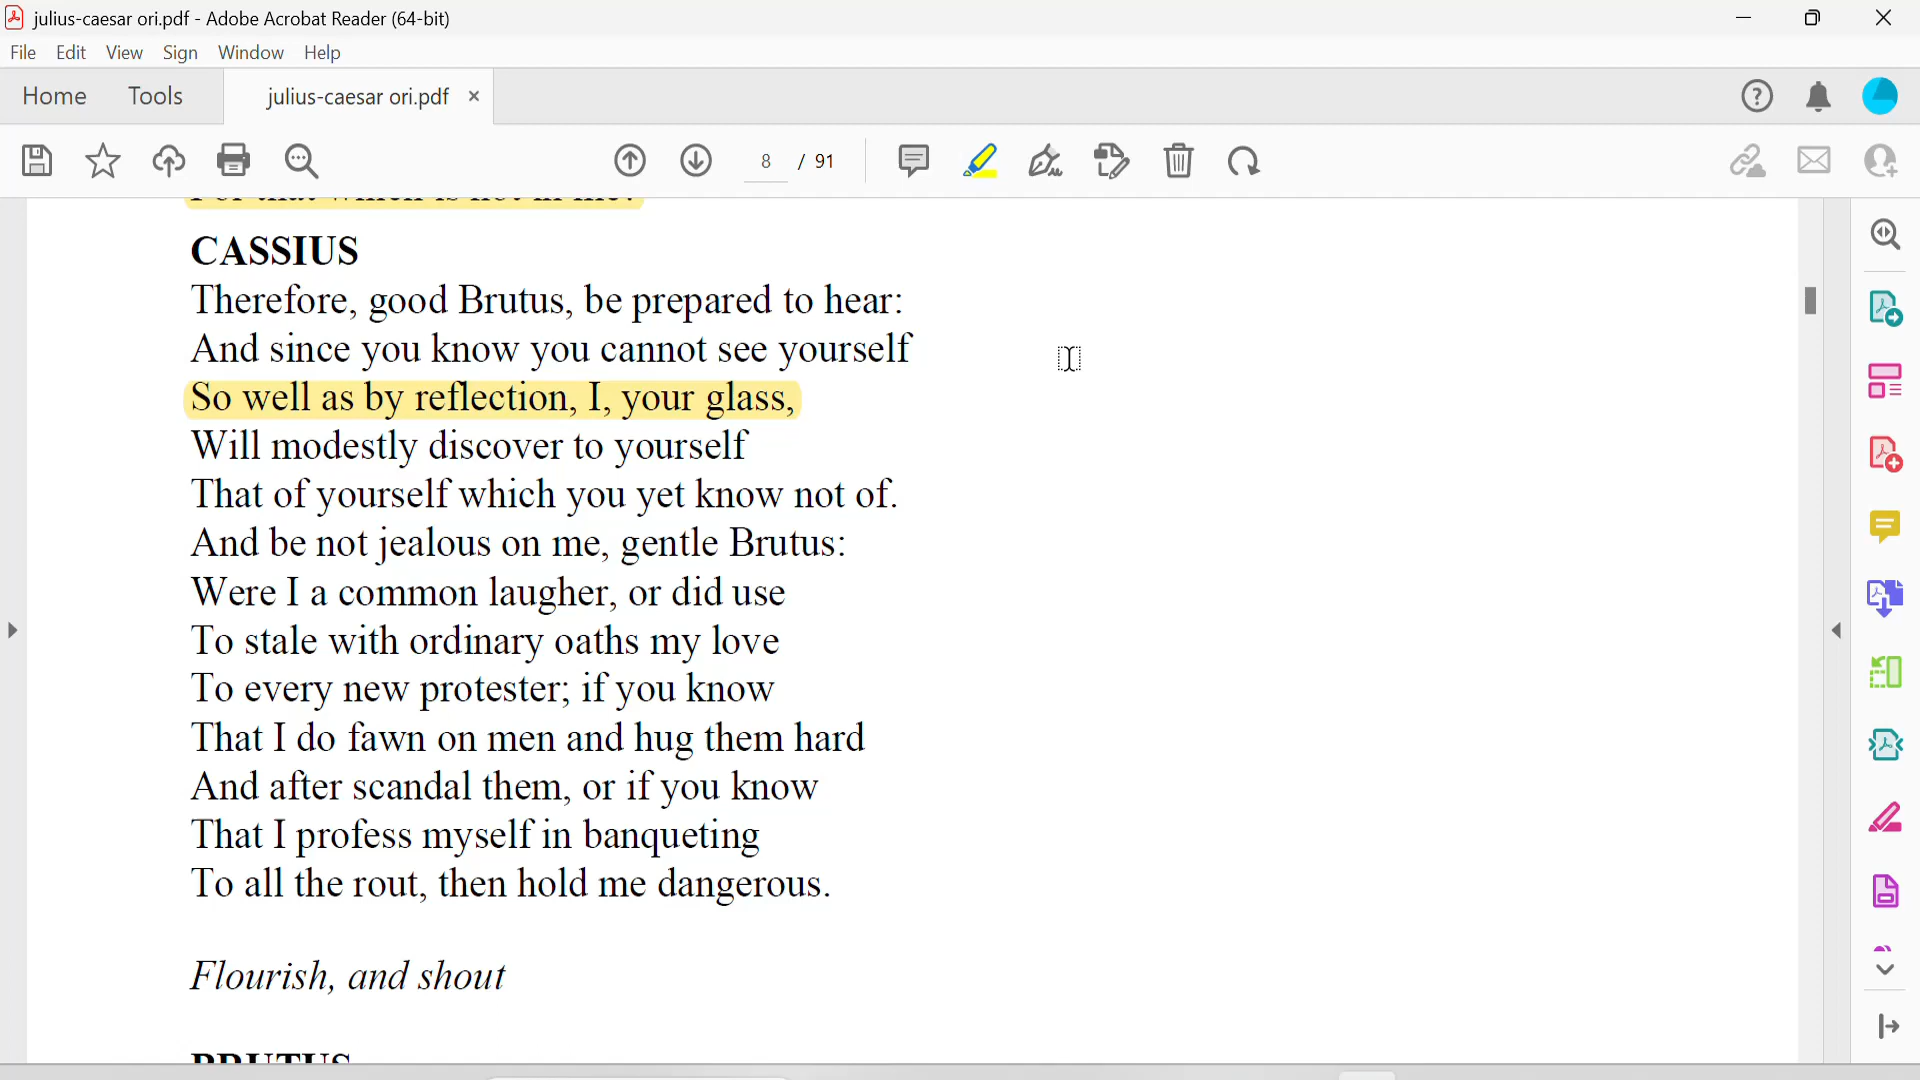 julius-caesar ori.pdf - Adobe Acrobat Reader (64-bit)
File Edit View Sign Window Help
Home Tools julius-caesar ori.pdf
8 / 91
For that which is not in me?
CASSIUS
Therefore, good Brutus, be prepared to hear:
And since you know you cannot see yourself
So well as by reflection, I, your glass,
Will modestly discover to yourself
That of yourself which you yet know not of.
And be not jealous on me, gentle Brutus:
Were I a common laugher, or did use
To stale with ordinary oaths my love
To every new protester; if you know
That I do fawn on men and hug them hard
And after scandal them, or if you know
That I profess myself in banqueting
To all the rout, then hold me dangerous.
Flourish, and shout
BRUTUS